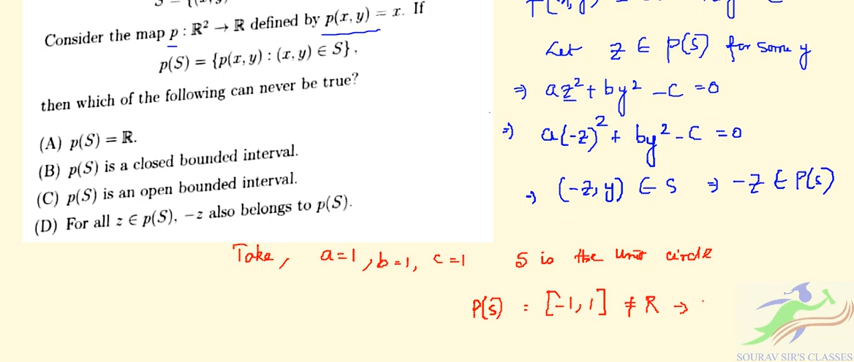 Consider the map p : R² → R defined by p(x, y) = x. If
p(S) = {p(x, y) : (x, y) ∈ S},
then which of the following can never be true?
(A) p(S) = R.
(B) p(S) is a closed bounded interval.
(C) p(S) is an open bounded interval.
(D) For all z ∈ p(S), −z also belongs to p(S).
Let z ∈ P(S) for some y
⇒ az² + by² − c = 0
⇒ a(−z)² + by² − c = 0
→ (−z, y) ∈ S ⇒ −z ∈ P(S)
Take, a=1, b=1, c=1 S is the unit circle
P(S) = [−1, 1] ≠ R →
SOURAV SIR'S CLASSES